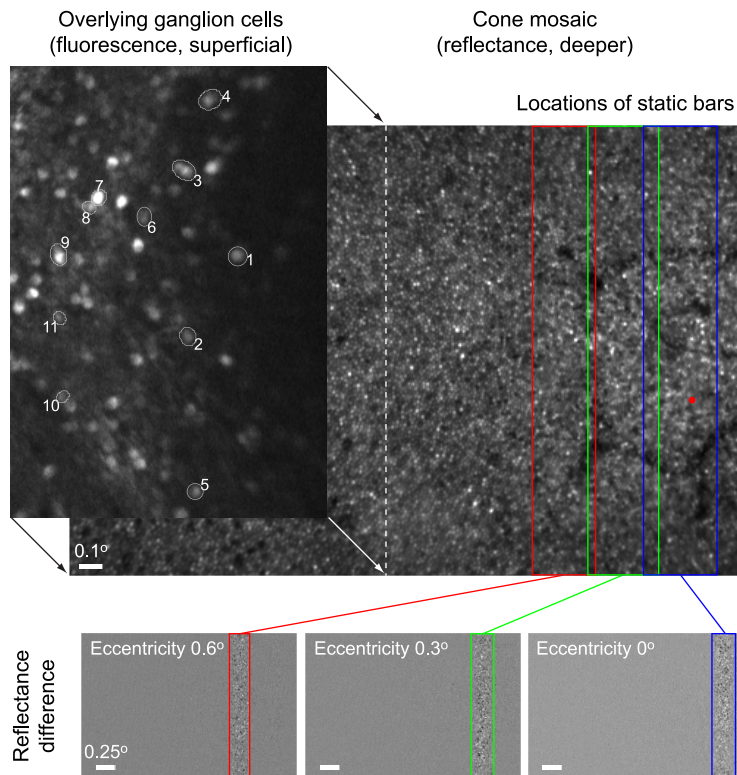 Overlying ganglion cells
(fluorescence, superficial)
Cone mosaic
(reflectance, deeper)
Locations of static bars
4
3
7
8
6
9
1
11
2
10
5
0.1°
Reflectance
difference
Eccentricity 0.6°
Eccentricity 0.3°
Eccentricity 0°
0.25°